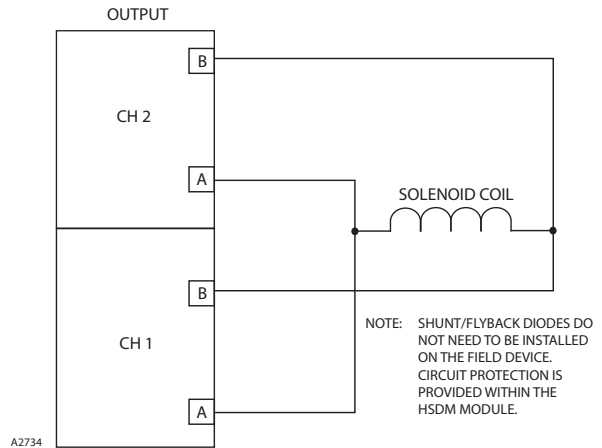 OUTPUT
B
CH 2
A
SOLENOID COIL
B
CH 1
A
NOTE: SHUNT/FLYBACK DIODES DO
NOT NEED TO BE INSTALLED
ON THE FIELD DEVICE.
CIRCUIT PROTECTION IS
PROVIDED WITHIN THE
HSDM MODULE.
A2734